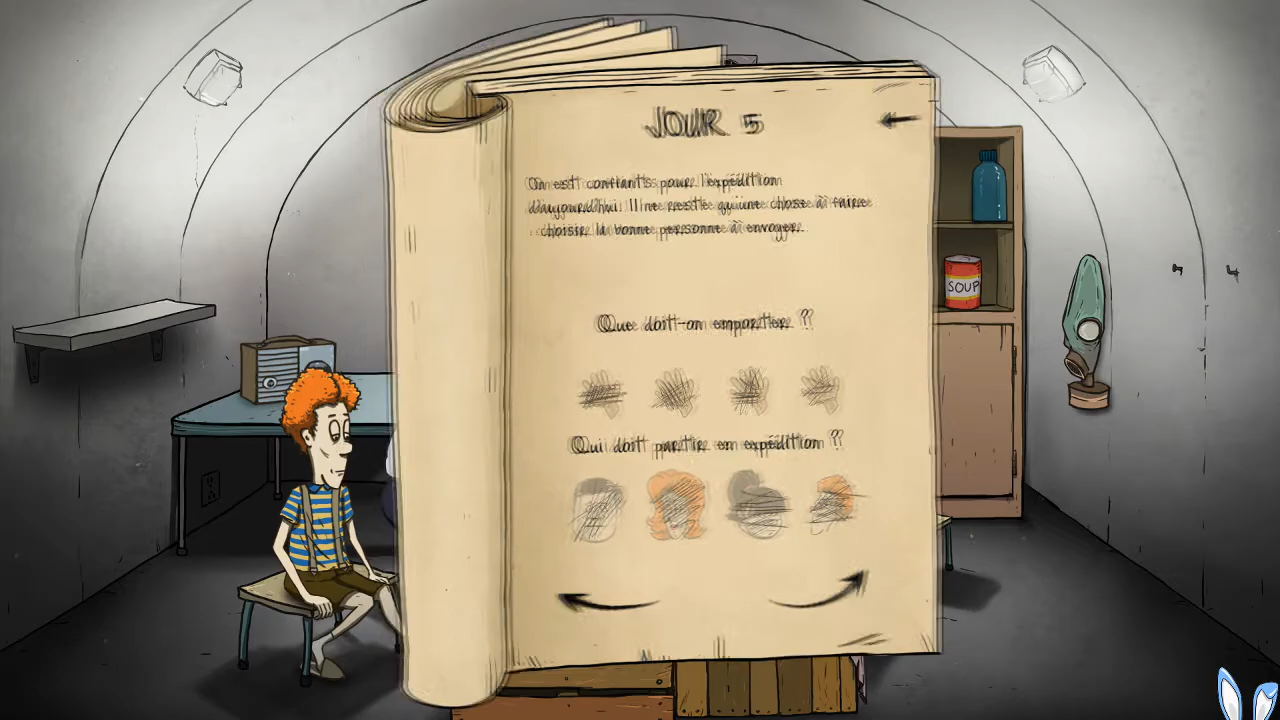 JOUR 5
On est confiants pour l'expédition
d'aujourd'hui. Il ne reste qu'une chose à faire
: choisir la bonne personne à envoyer.
SOUP
Que doit-on emporter ?
Qui doit partir en expédition ?